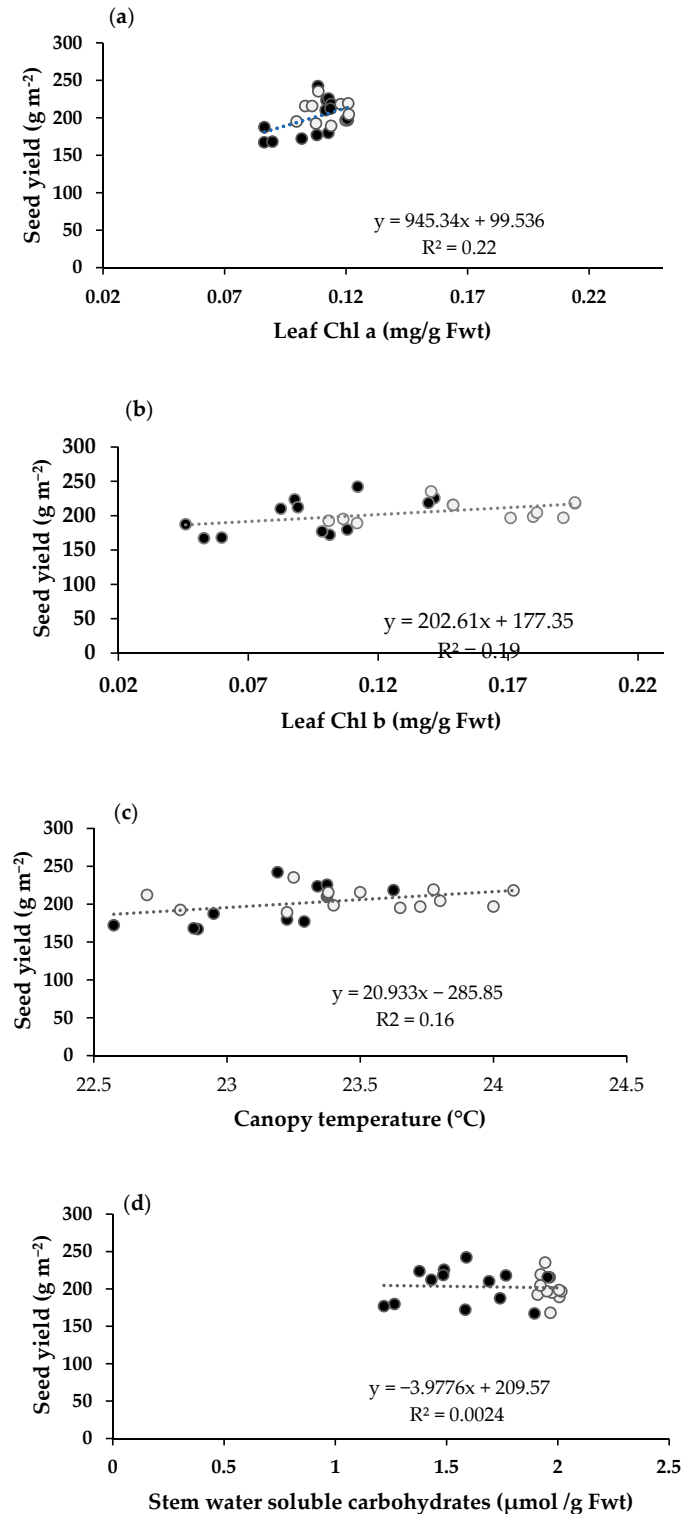 (a)
300
250
200
150
100
50
0
Seed yield (g m⁻²)
y = 945.34x + 99.536
R² = 0.22
0.02 0.07 0.12 0.17 0.22
Leaf Chl a (mg/g Fwt)
(b)
300
250
200
150
100
50
0
Seed yield (g m⁻²)
y = 202.61x + 177.35
R² = 0.19
0.02 0.07 0.12 0.17 0.22
Leaf Chl b (mg/g Fwt)
(c)
300
250
200
150
100
50
0
Seed yield (g m⁻²)
y = 20.933x − 285.85
R2 = 0.16
22.5 23 23.5 24 24.5
Canopy temperature (°C)
(d)
300
250
200
150
100
50
0
Seed yield (g m⁻²)
y = −3.9776x + 209.57
R² = 0.0024
0 0.5 1 1.5 2 2.5
Stem water soluble carbohydrates (µmol /g Fwt)